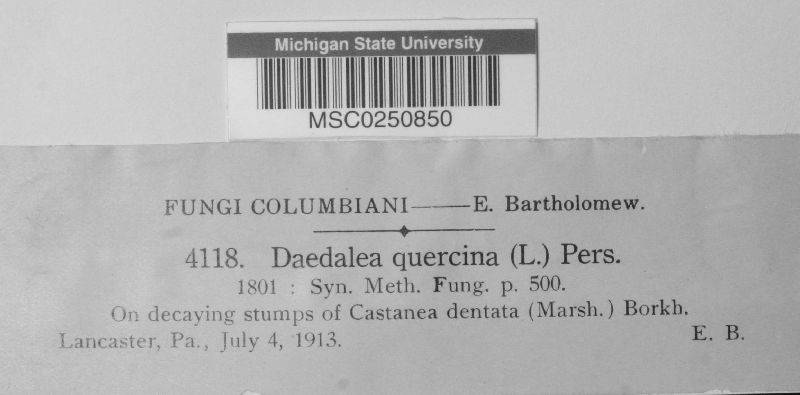 Michigan State University
MSC0250850
FUNGI COLUMBIANI——E. Bartholomew.
4118. Daedalea quercina (L.) Pers.
1801 : Syn. Meth. Fung. p. 500.
On decaying stumps of Castanea dentata (Marsh.) Borkh.
Lancaster, Pa., July 4, 1913. E. B.